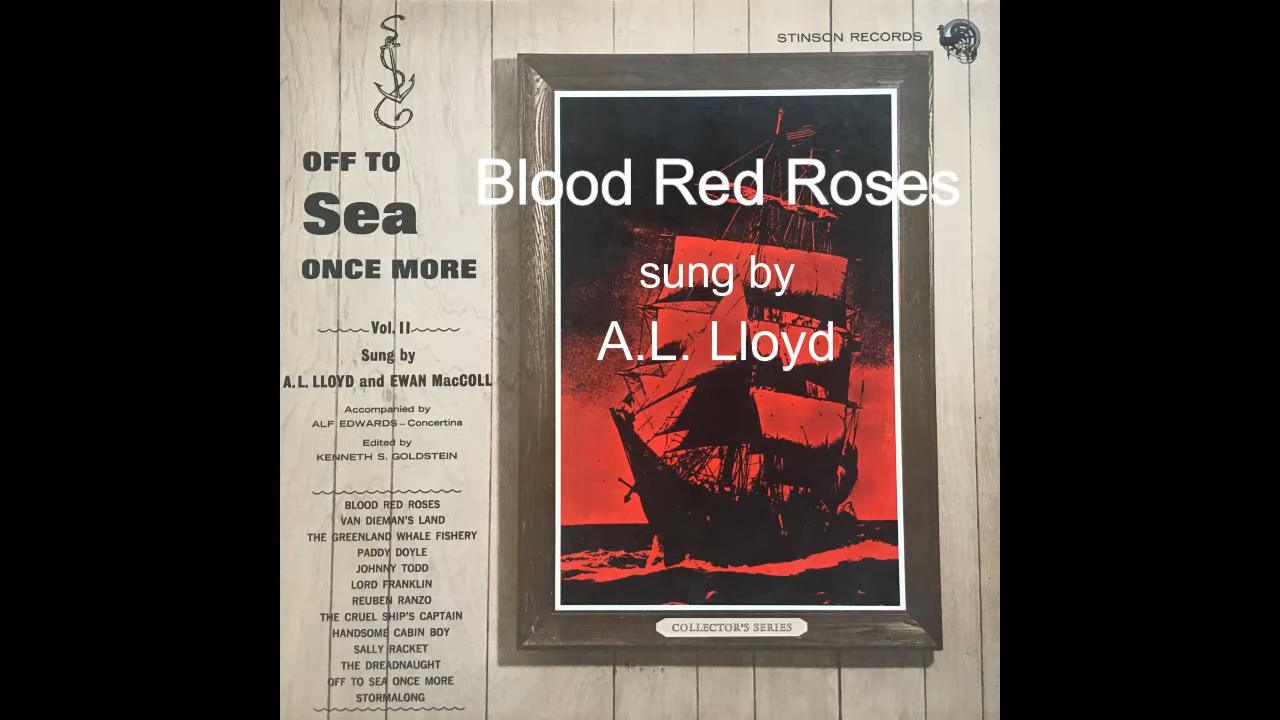 STINSON RECORDS
OFF TO
Sea
ONCE MORE
Vol. II
Sung by
A.L. LLOYD and EWAN MacCOLL
Accompanied by
ALF EDWARDS – Concertina
Edited by
KENNETH S. GOLDSTEIN
BLOOD RED ROSES
VAN DIEMAN'S LAND
THE GREENLAND WHALE FISHERY
PADDY DOYLE
JOHNNY TODD
LORD FRANKLIN
REUBEN RANZO
THE CRUEL SHIP'S CAPTAIN
HANDSOME CABIN BOY
SALLY RACKET
THE DREADNAUGHT
OFF TO SEA ONCE MORE
STORMALONG
Blood Red Roses
sung by
A.L. Lloyd
COLLECTOR'S SERIES